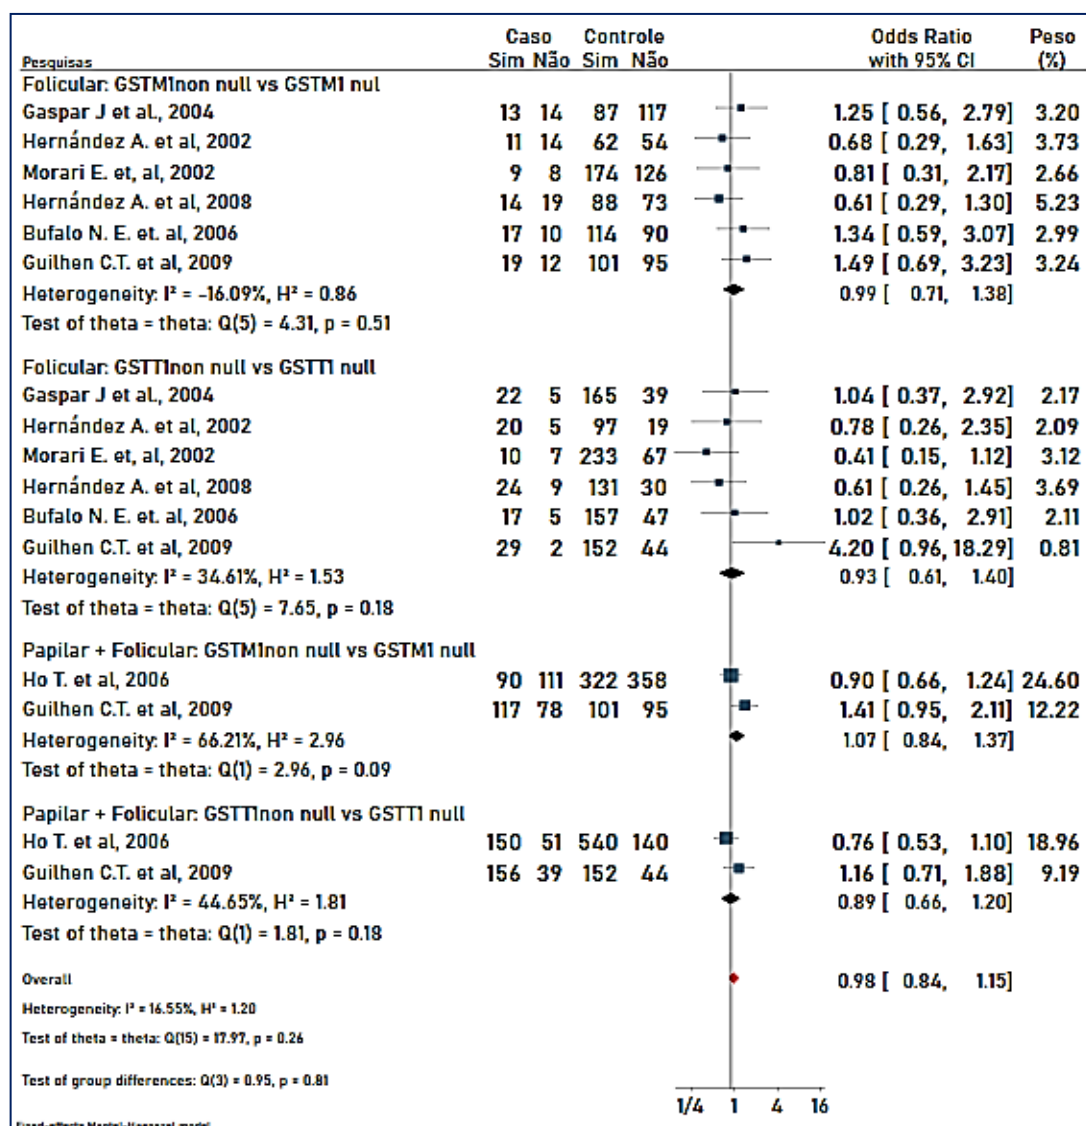 Caso Controle Odds Ratio Peso
Pesquisas Sim Não Sim Não with 95% CI (%)
Folicular: GSTM1non null vs GSTM1 nul
Gaspar J et al., 2004 13 14 87 117 1.25 [ 0.56, 2.79] 3.20
Hernández A. et al, 2002 11 14 62 54 0.68 [ 0.29, 1.63] 3.73
Morari E. et, al, 2002 9 8 174 126 0.81 [ 0.31, 2.17] 2.66
Hernández A. et al, 2008 14 19 88 73 0.61 [ 0.29, 1.30] 5.23
Bufalo N. E. et. al, 2006 17 10 114 90 1.34 [ 0.59, 3.07] 2.99
Guilhen C.T. et al, 2009 19 12 101 95 1.49 [ 0.69, 3.23] 3.24
Heterogeneity: I² = -16.09%, H² = 0.86 0.99 [ 0.71, 1.38]
Test of theta = theta: Q(5) = 4.31, p = 0.51
Folicular: GSTT1non null vs GSTT1 null
Gaspar J et al., 2004 22 5 165 39 1.04 [ 0.37, 2.92] 2.17
Hernández A. et al, 2002 20 5 97 19 0.78 [ 0.26, 2.35] 2.09
Morari E. et, al, 2002 10 7 233 67 0.41 [ 0.15, 1.12] 3.12
Hernández A. et al, 2008 24 9 131 30 0.61 [ 0.26, 1.45] 3.69
Bufalo N. E. et. al, 2006 17 5 157 47 1.02 [ 0.36, 2.91] 2.11
Guilhen C.T. et al, 2009 29 2 152 44 4.20 [ 0.96, 18.29] 0.81
Heterogeneity: I² = 34.61%, H² = 1.53 0.93 [ 0.61, 1.40]
Test of theta = theta: Q(5) = 7.65, p = 0.18
Papilar + Folicular: GSTM1non null vs GSTM1 null
Ho T. et al, 2006 90 111 322 358 0.90 [ 0.66, 1.24] 24.60
Guilhen C.T. et al, 2009 117 78 101 95 1.41 [ 0.95, 2.11] 12.22
Heterogeneity: I² = 66.21%, H² = 2.96 1.07 [ 0.84, 1.37]
Test of theta = theta: Q(1) = 2.96, p = 0.09
Papilar + Folicular: GSTT1non null vs GSTT1 null
Ho T. et al, 2006 150 51 540 140 0.76 [ 0.53, 1.10] 18.96
Guilhen C.T. et al, 2009 156 39 152 44 1.16 [ 0.71, 1.88] 9.19
Heterogeneity: I² = 44.65%, H² = 1.81 0.89 [ 0.66, 1.20]
Test of theta = theta: Q(1) = 1.81, p = 0.18
Overall 0.98 [ 0.84, 1.15]
Heterogeneity: I² = 16.55%, H² = 1.20
Test of theta = theta: Q(15) = 17.97, p = 0.26
Test of group differences: Q(3) = 0.95, p = 0.81
1/4 1 4 16